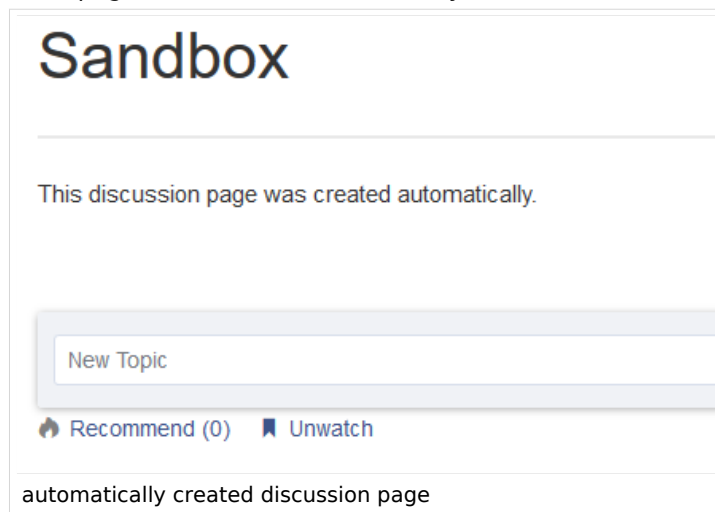 Sandbox
This discussion page was created automatically.
New Topic
Recommend (0) Unwatch
automatically created discussion page